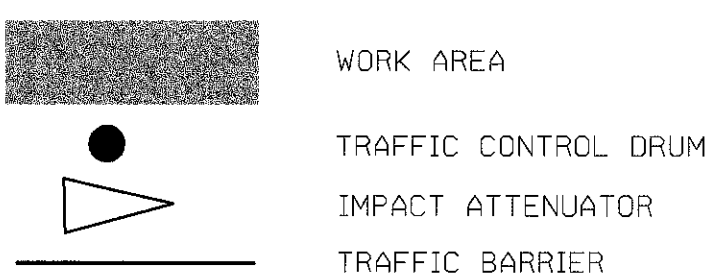 WORK AREA
TRAFFIC CONTROL DRUM
IMPACT ATTENUATOR
TRAFFIC BARRIER